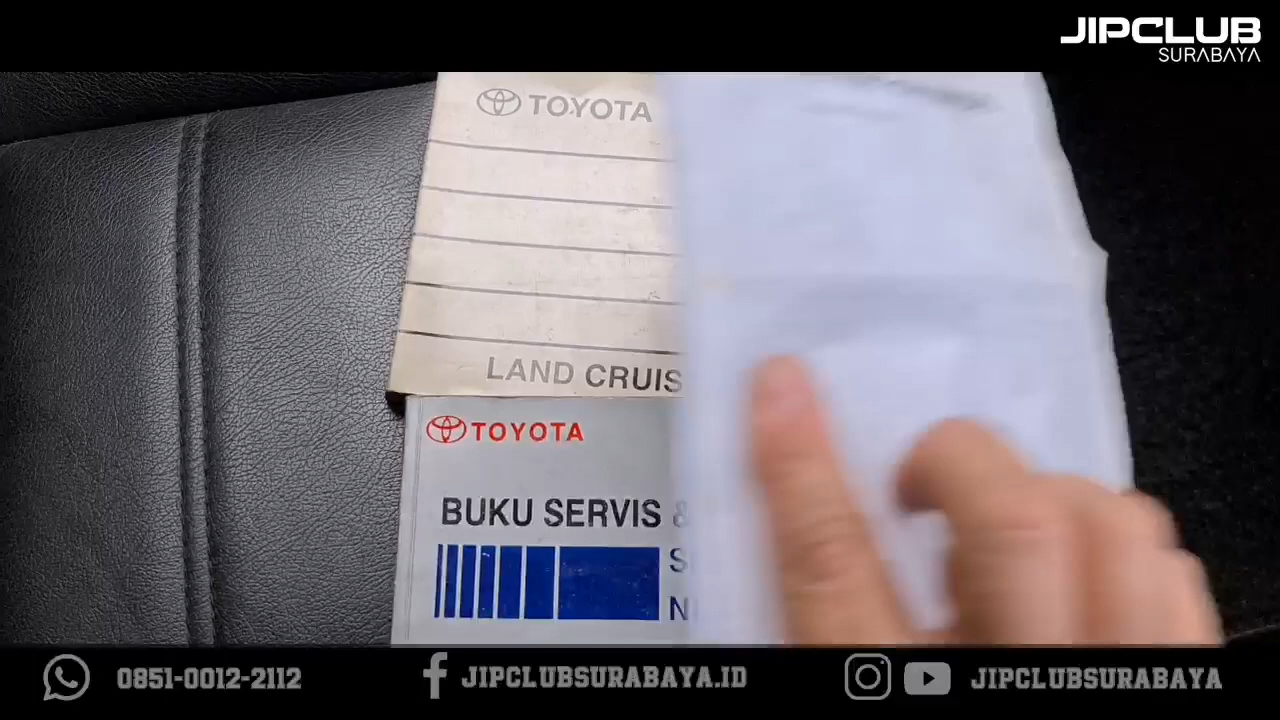 JIPCLUB
SURABAYA
TOYOTA
LAND CRUIS
TOYOTA
BUKU SERVIS &
0851-0012-2112
JIPCLUBSURABAYA.ID
JIPCLUBSURABAYA